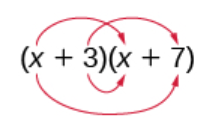 (x + 3)(x + 7)